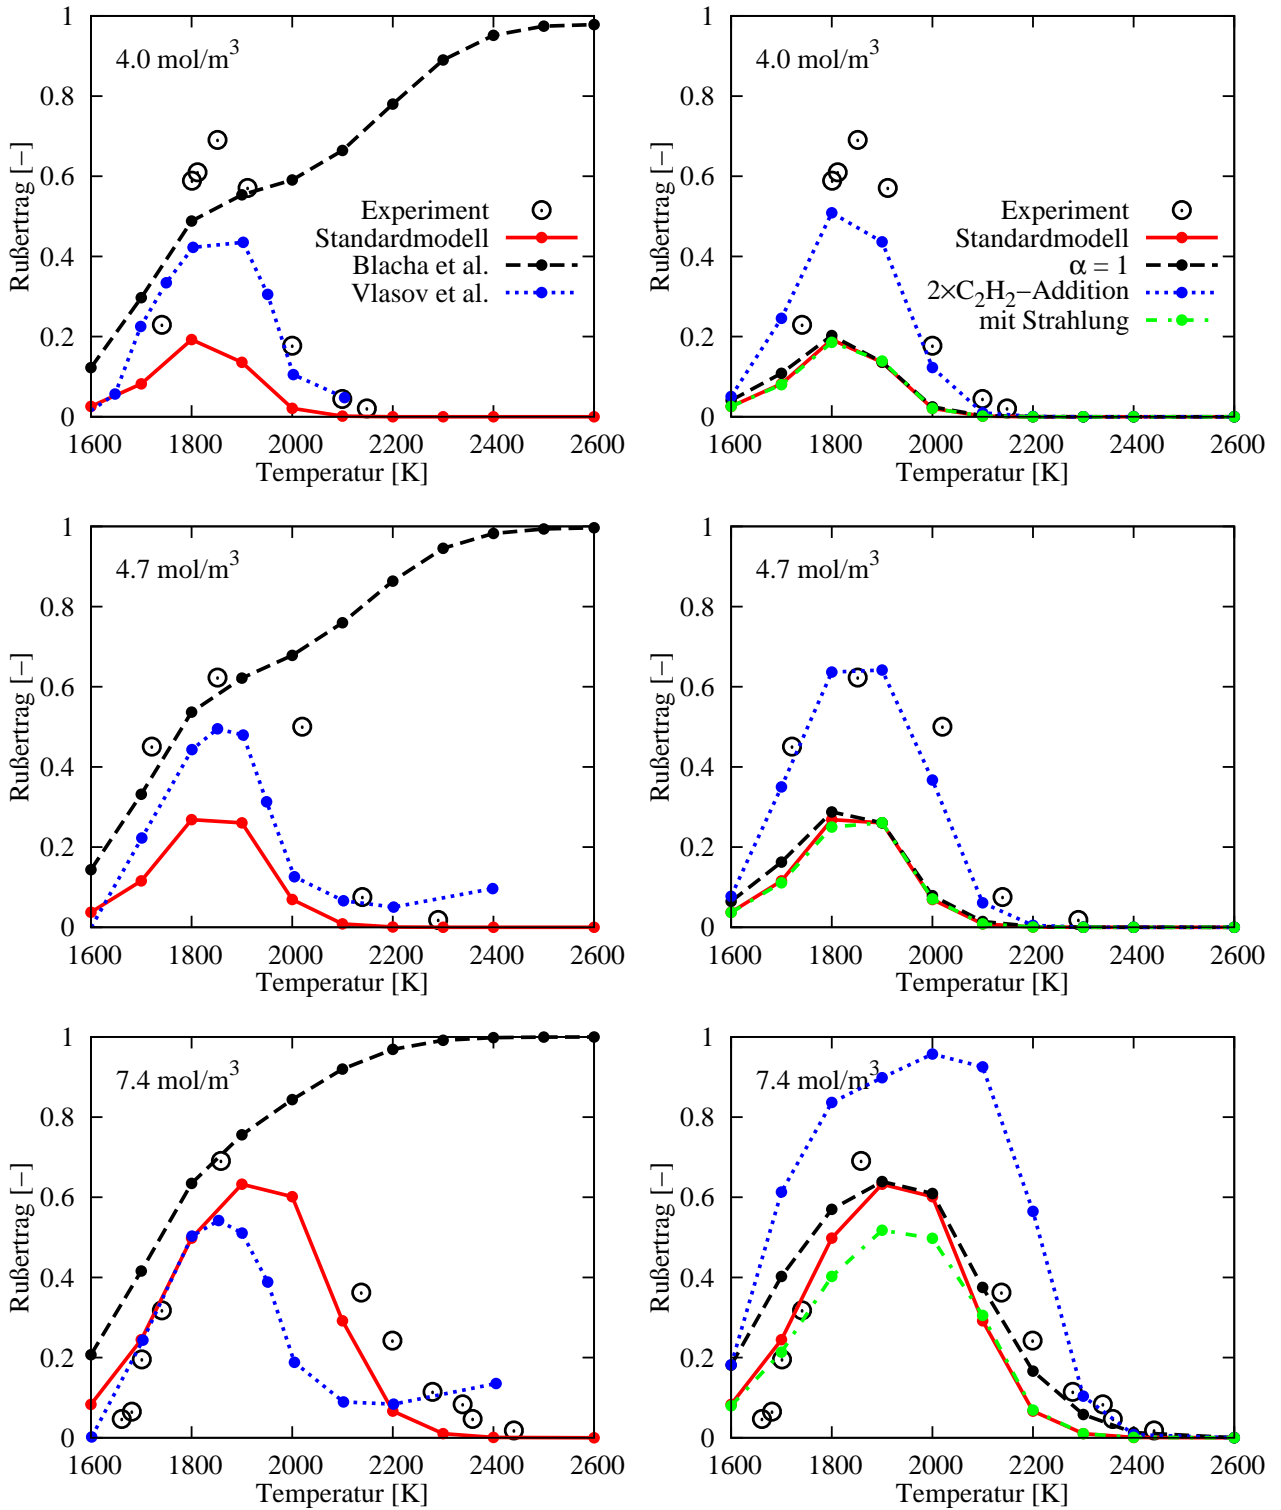 1
0.8
0.6
0.4
0.2
0
Rußertrag [−]
4.0 mol/m³
Experiment
Standardmodell
Blacha et al.
Vlasov et al.
1600 1800 2000 2200 2400 2600
Temperatur [K]
1
0.8
0.6
0.4
0.2
0
Rußertrag [−]
4.0 mol/m³
Experiment
Standardmodell
α = 1
2×C₂H₂−Addition
mit Strahlung
1600 1800 2000 2200 2400 2600
Temperatur [K]
1
0.8
0.6
0.4
0.2
0
Rußertrag [−]
4.7 mol/m³
1600 1800 2000 2200 2400 2600
Temperatur [K]
1
0.8
0.6
0.4
0.2
0
Rußertrag [−]
4.7 mol/m³
1600 1800 2000 2200 2400 2600
Temperatur [K]
1
0.8
0.6
0.4
0.2
0
Rußertrag [−]
7.4 mol/m³
1600 1800 2000 2200 2400 2600
Temperatur [K]
1
0.8
0.6
0.4
0.2
0
Rußertrag [−]
7.4 mol/m³
1600 1800 2000 2200 2400 2600
Temperatur [K]